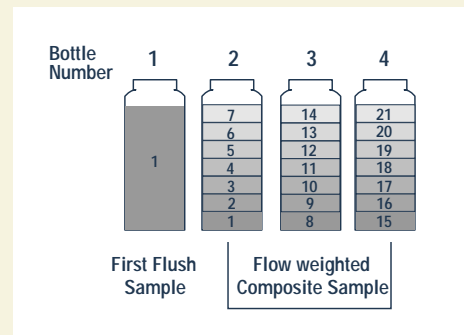 Bottle Number 1 2 3 4
1
7 14 21
6 13 20
5 12 19
4 11 18
3 10 17
2 9 16
1 8 15
First Flush Sample
Flow weighted Composite Sample